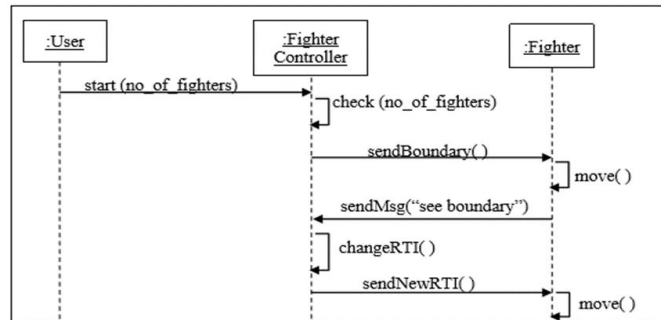 :User
:Fighter
Controller
:Fighter
start (no_of_fighters)
check (no_of_fighters)
sendBoundary( )
move( )
sendMsg(“see boundary”)
changeRTI( )
sendNewRTI( )
move( )